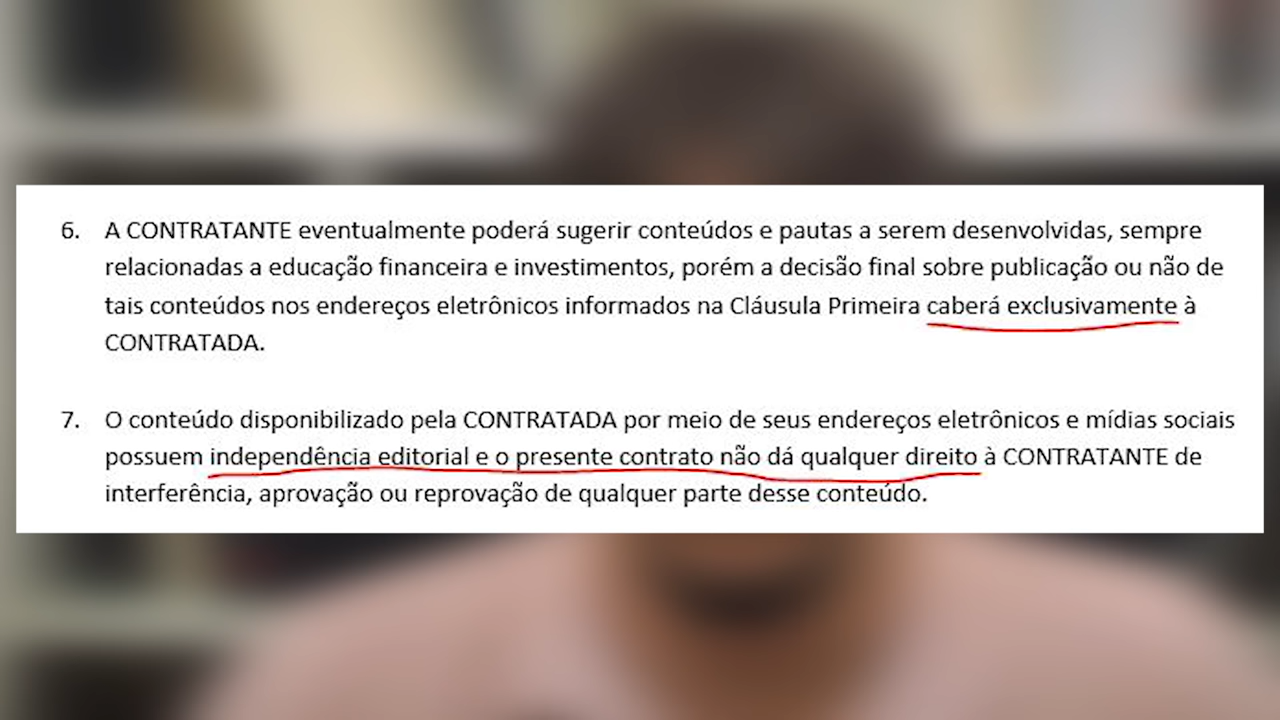 6. A CONTRATANTE eventualmente poderá sugerir conteúdos e pautas a serem desenvolvidas, sempre
relacionadas a educação financeira e investimentos, porém a decisão final sobre publicação ou não de
tais conteúdos nos endereços eletrônicos informados na Cláusula Primeira caberá exclusivamente à
CONTRATADA.
7. O conteúdo disponibilizado pela CONTRATADA por meio de seus endereços eletrônicos e mídias sociais
possuem independência editorial e o presente contrato não dá qualquer direito à CONTRATANTE de
interferência, aprovação ou reprovação de qualquer parte desse conteúdo.